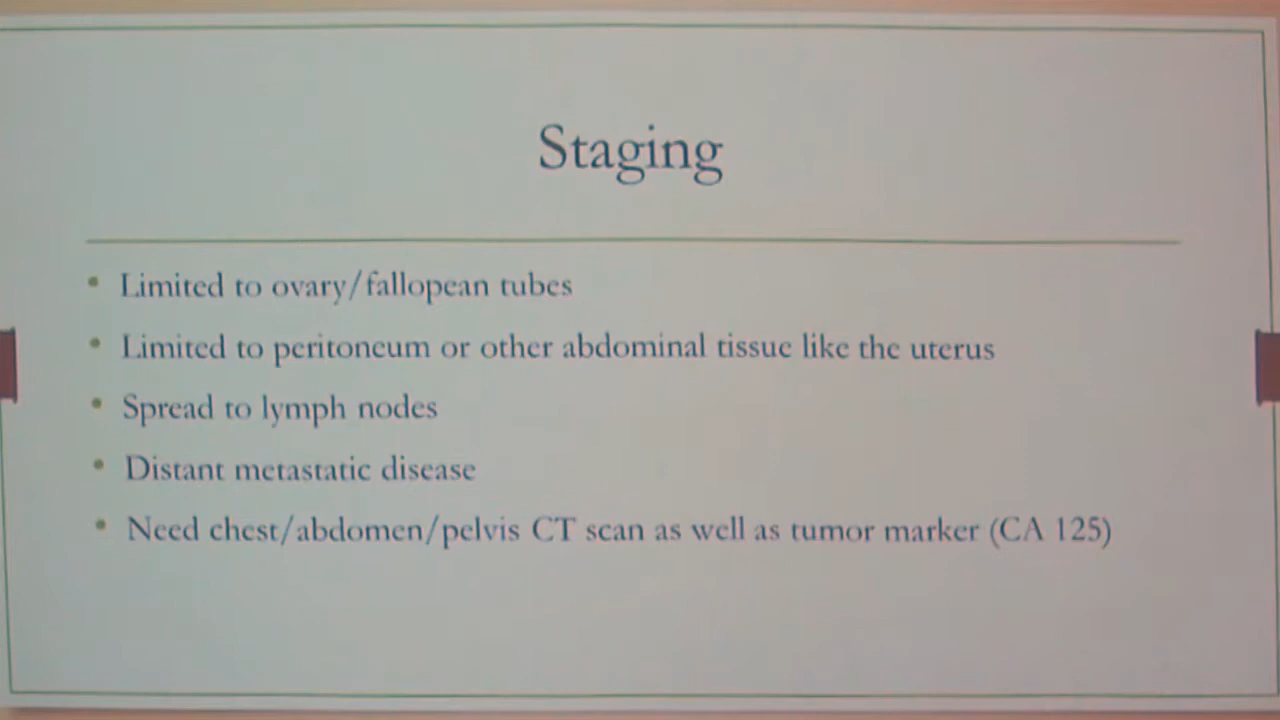 Staging
• Limited to ovary/fallopean tubes
• Limited to peritoneum or other abdominal tissue like the uterus
• Spread to lymph nodes
• Distant metastatic disease
• Need chest/abdomen/pelvis CT scan as well as tumor marker (CA 125)